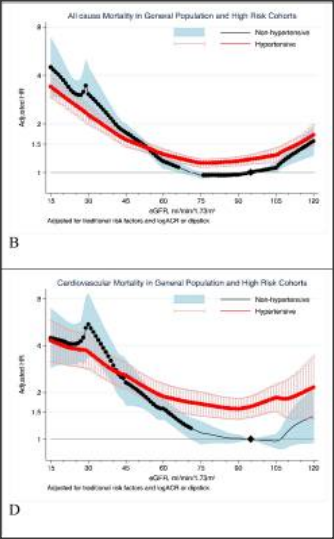 All cause Mortality in General Population and High Risk Cohorts
Non-hypertensive
Hypertensive
Adjusted HR
8
4
2
1.5
1
15 30 45 60 75 90 105 120
eGFR, ml/min/1.73m²
Adjusted for traditional risk factors and logACR or dipstick
B
Cardiovascular Mortality in General Population and High Risk Cohorts
Non-hypertensive
Hypertensive
Adjusted HR
8
4
2
1.5
1
15 30 45 60 75 90 105 120
eGFR, ml/min/1.73m²
Adjusted for traditional risk factors and logACR or dipstick
D